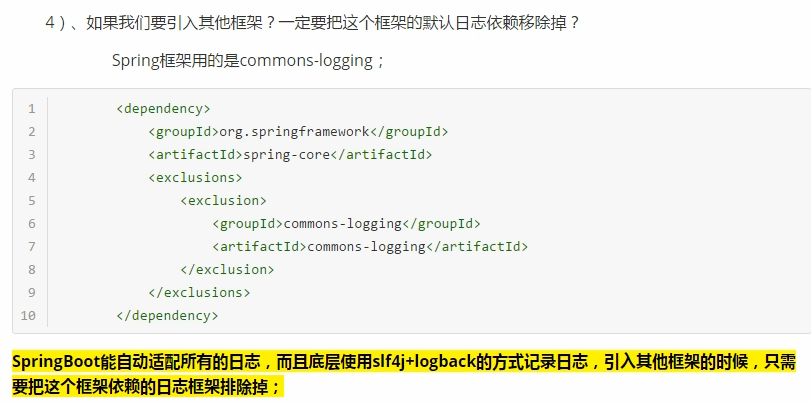 4）、如果我们要引入其他框架？一定要把这个框架的默认日志依赖移除掉？
Spring框架用的是commons-logging；
1 <dependency>
2 <groupId>org.springframework</groupId>
3 <artifactId>spring-core</artifactId>
4 <exclusions>
5 <exclusion>
6 <groupId>commons-logging</groupId>
7 <artifactId>commons-logging</artifactId>
8 </exclusion>
9 </exclusions>
10 </dependency>
SpringBoot能自动适配所有的日志，而且底层使用slf4j+logback的方式记录日志，引入其他框架的时候，只需
要把这个框架依赖的日志框架排除掉；